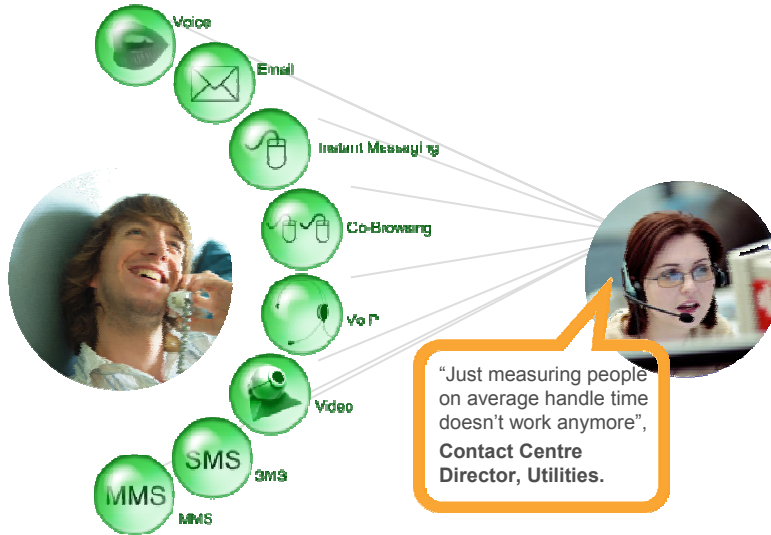 Voice
Email
Instant Messaging
Co-Browsing
VoIP
Video
SMS
SMS
MMS
MMS
“Just measuring people
on average handle time
doesn’t work anymore”,
Contact Centre
Director, Utilities.